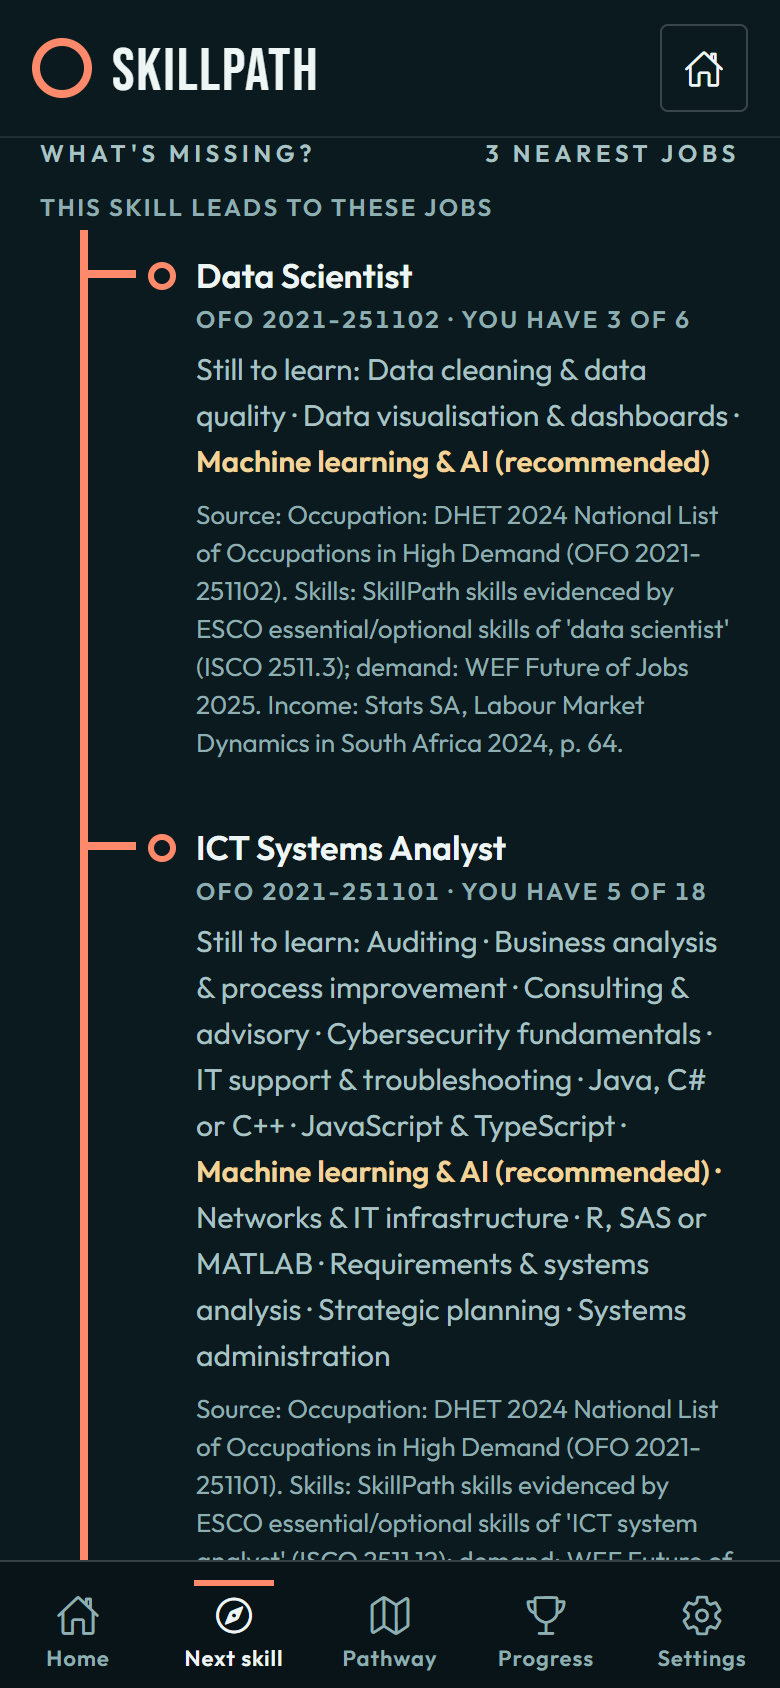 SKILLPATH
WHAT'S MISSING?
3 NEAREST JOBS
THIS SKILL LEADS TO THESE JOBS
Data Scientist
OFO 2021-251102 · YOU HAVE 3 OF 6
Still to learn: Data cleaning & data
quality · Data visualisation & dashboards ·
Machine learning & AI (recommended)
Source: Occupation: DHET 2024 National List
of Occupations in High Demand (OFO 2021-
251102). Skills: SkillPath skills evidenced by
ESCO essential/optional skills of 'data scientist'
(ISCO 2511.3); demand: WEF Future of Jobs
2025. Income: Stats SA, Labour Market
Dynamics in South Africa 2024, p. 64.
ICT Systems Analyst
OFO 2021-251101 · YOU HAVE 5 OF 18
Still to learn: Auditing · Business analysis
& process improvement · Consulting &
advisory · Cybersecurity fundamentals ·
IT support & troubleshooting · Java, C#
or C++ · JavaScript & TypeScript ·
Machine learning & AI (recommended) ·
Networks & IT infrastructure · R, SAS or
MATLAB · Requirements & systems
analysis · Strategic planning · Systems
administration
Source: Occupation: DHET 2024 National List
of Occupations in High Demand (OFO 2021-
251101). Skills: SkillPath skills evidenced by
ESCO essential/optional skills of 'ICT system
analyst' (ISCO 2511.12); demand: WEF Future of
Home
Next skill
Pathway
Progress
Settings